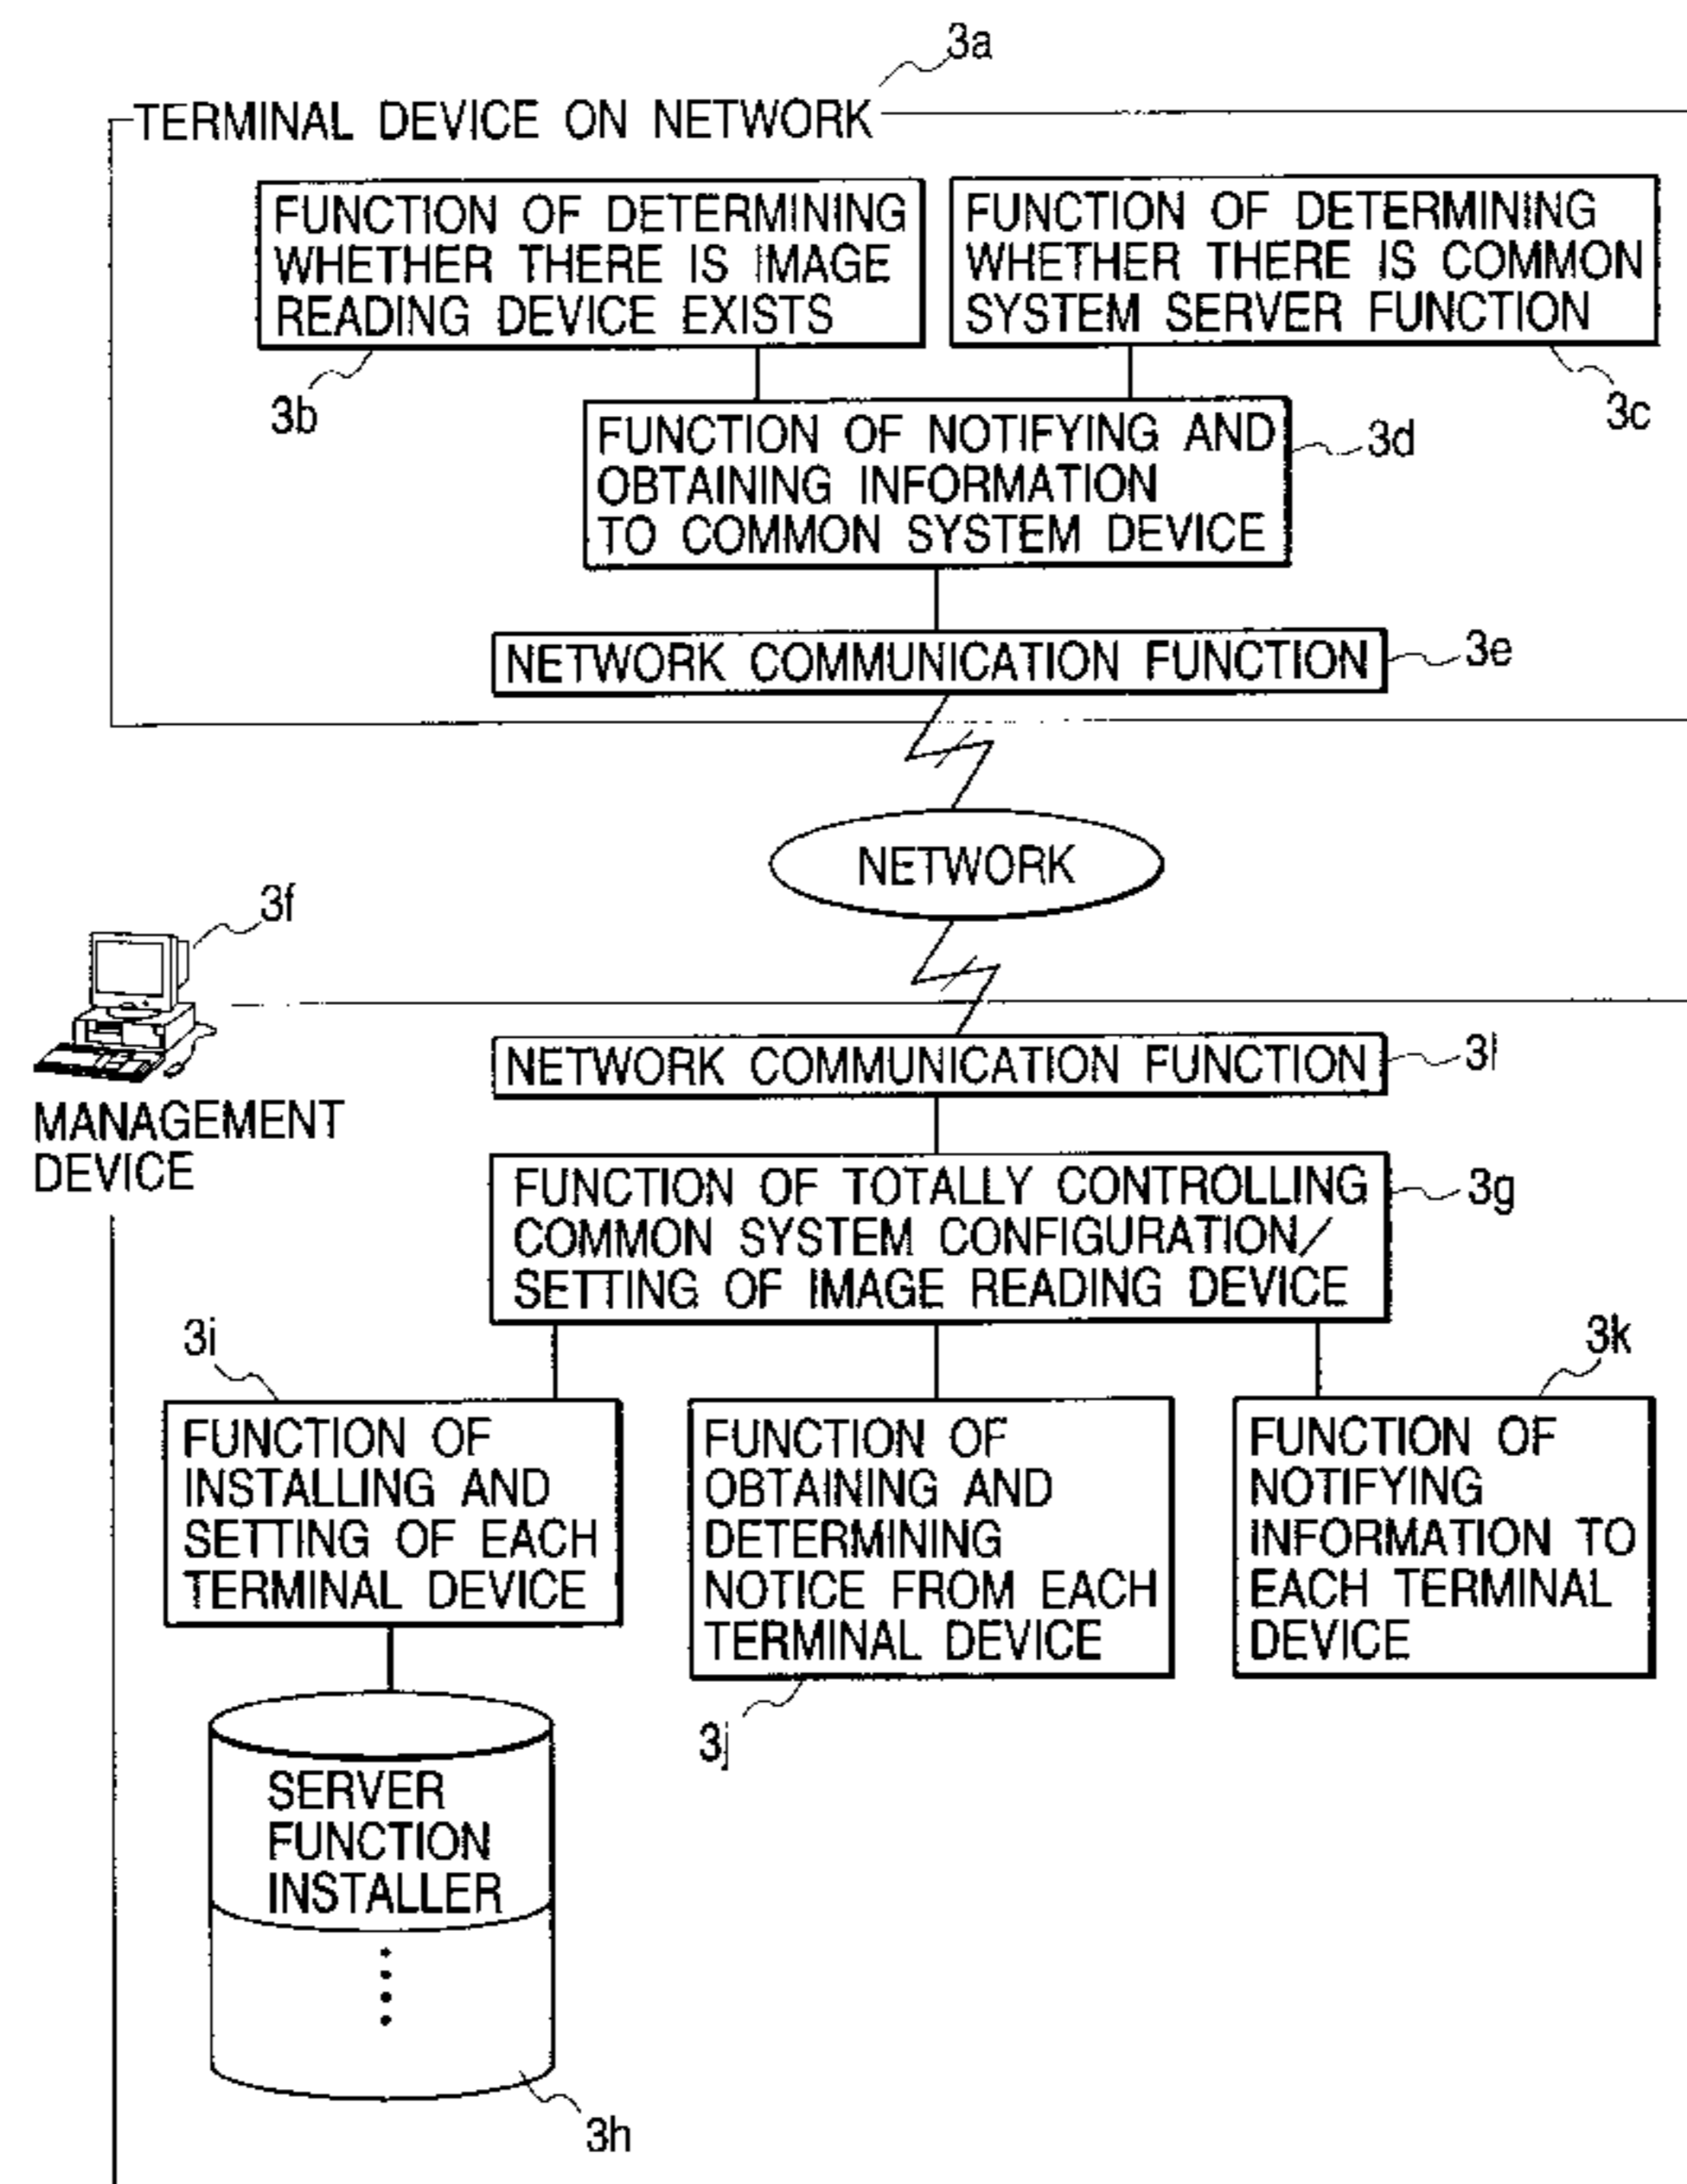 3a
TERMINAL DEVICE ON NETWORK
FUNCTION OF DETERMINING
WHETHER THERE IS IMAGE
READING DEVICE EXISTS
3b
FUNCTION OF DETERMINING
WHETHER THERE IS COMMON
SYSTEM SERVER FUNCTION
3c
FUNCTION OF NOTIFYING AND
OBTAINING INFORMATION
TO COMMON SYSTEM DEVICE
3d
NETWORK COMMUNICATION FUNCTION
3e
NETWORK
3f
MANAGEMENT
DEVICE
NETWORK COMMUNICATION FUNCTION
3l
FUNCTION OF TOTALLY CONTROLLING
COMMON SYSTEM CONFIGURATION/
SETTING OF IMAGE READING DEVICE
3g
3i
FUNCTION OF
INSTALLING AND
SETTING OF EACH
TERMINAL DEVICE
FUNCTION OF
OBTAINING AND
DETERMINING
NOTICE FROM EACH
TERMINAL DEVICE
3j
3k
FUNCTION OF
NOTIFYING
INFORMATION TO
EACH TERMINAL
DEVICE
SERVER
FUNCTION
INSTALLER
3h